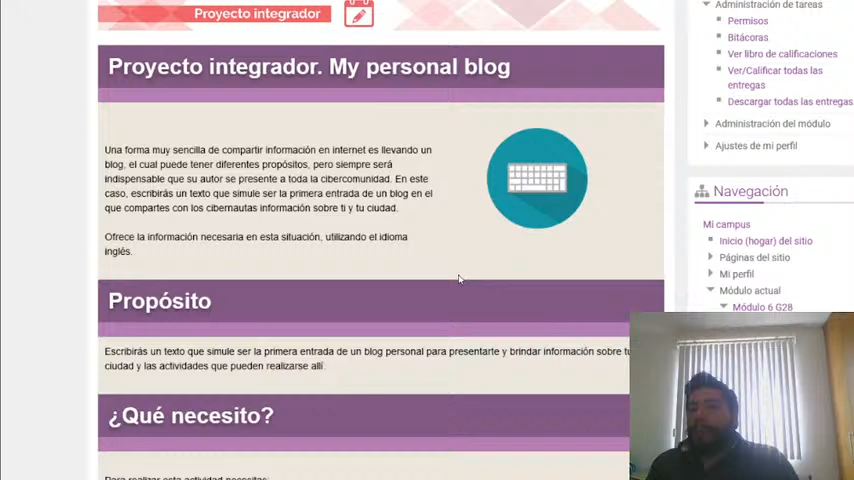 Proyecto integrador
Proyecto integrador. My personal blog
Una forma muy sencilla de compartir información en internet es llevando un
blog, el cual puede tener diferentes propósitos, pero siempre será
indispensable que su autor se presente a toda la cibercomunidad. En este
caso, escribirás un texto que simule ser la primera entrada de un blog en el
que compartes con los cibernautas información sobre ti y tu ciudad.
Ofrece la información necesaria en esta situación, utilizando el idioma
inglés.
Propósito
Escribirás un texto que simule ser la primera entrada de un blog personal para presentarte y brindar información sobre tu
ciudad y las actividades que pueden realizarse allí.
¿Qué necesito?
Para realizar esta actividad necesitas:
Administración de tareas
Permisos
Bitácoras
Ver libro de calificaciones
Ver/Calificar todas las
entregas
Descargar todas las entregas
Administración del módulo
Ajustes de mi perfil
Navegación
Mi campus
Inicio (hogar) del sitio
Páginas del sitio
Mi perfil
Módulo actual
Módulo 6 G28